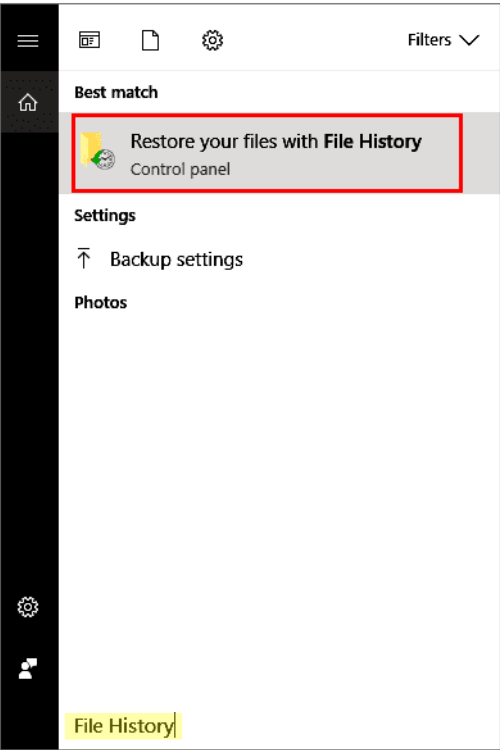 Filters
Best match
Restore your files with File History
Control panel
Settings
Backup settings
Photos
File History